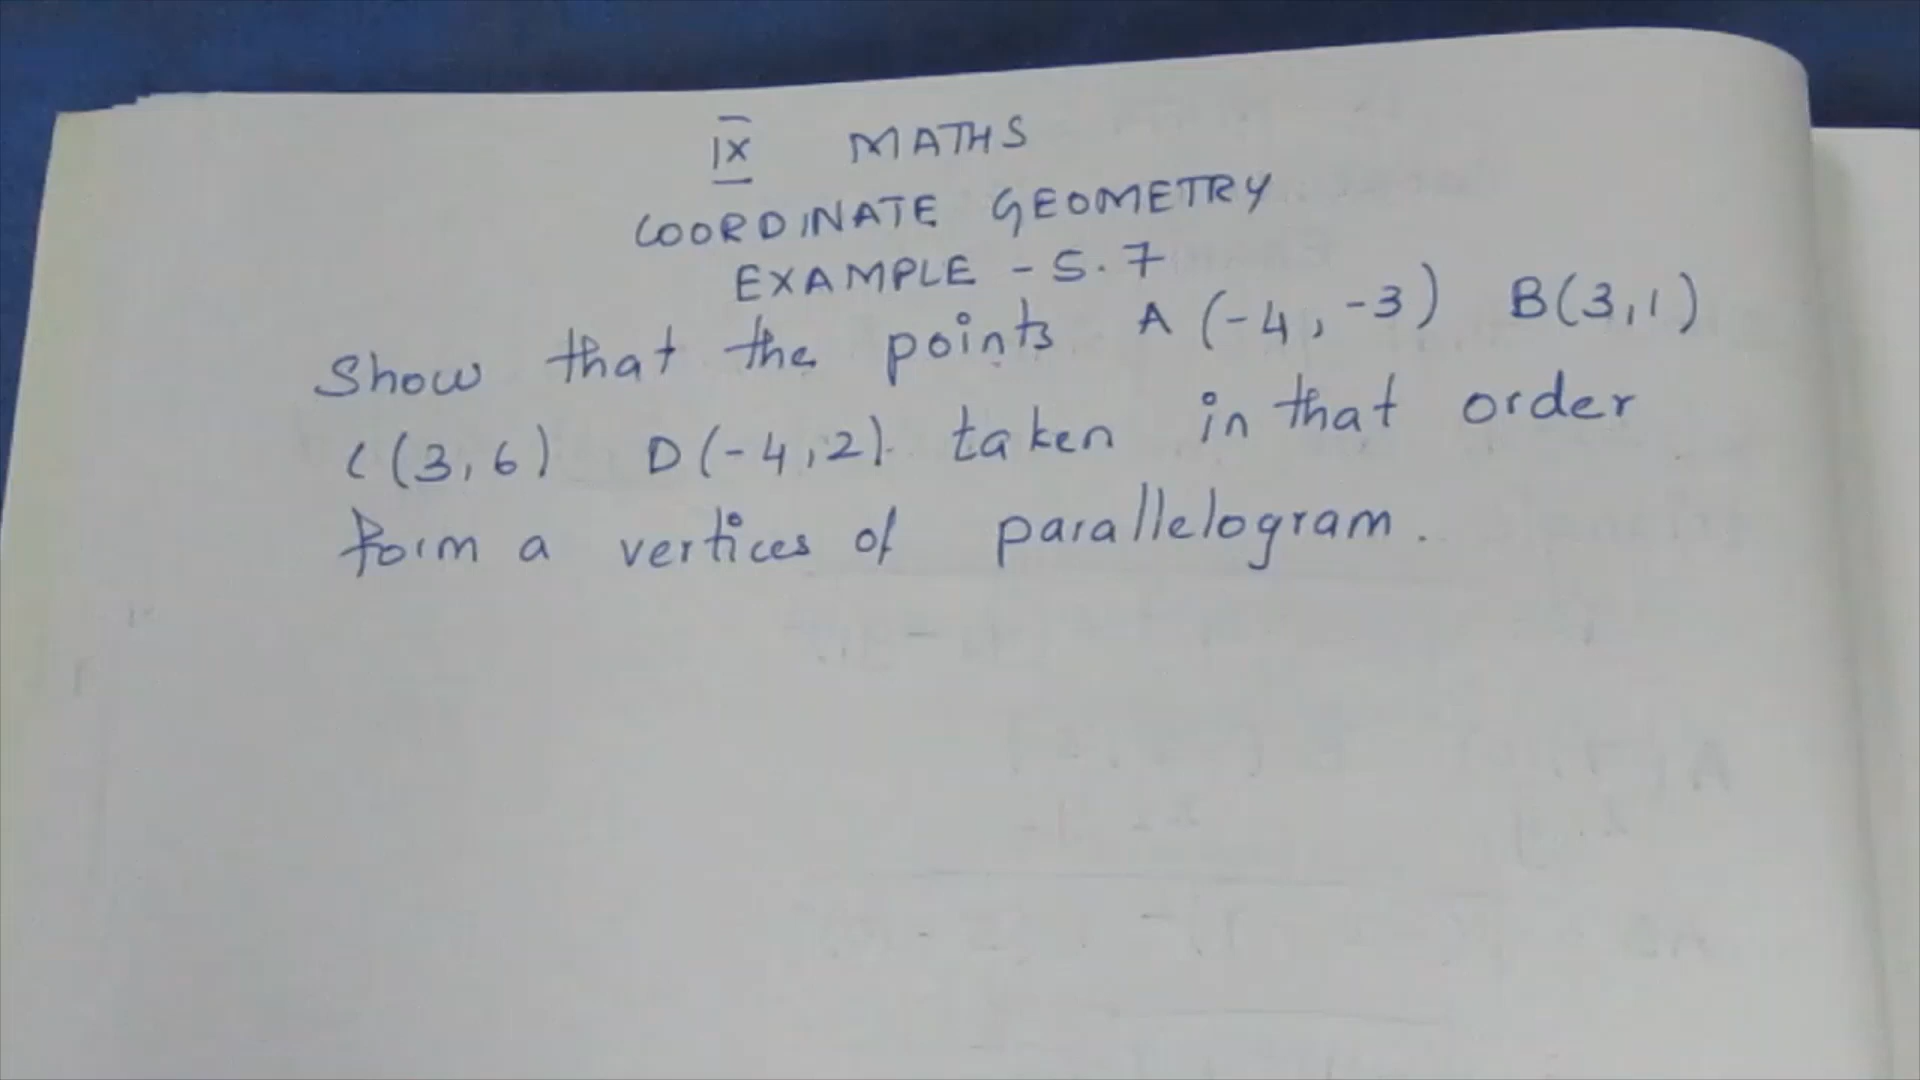 IX MATHS
COORDINATE GEOMETRY
EXAMPLE - 5.7
Show that the points A (-4, -3) B(3,1)
C(3,6) D(-4,2). taken in that order
form a vertices of parallelogram.